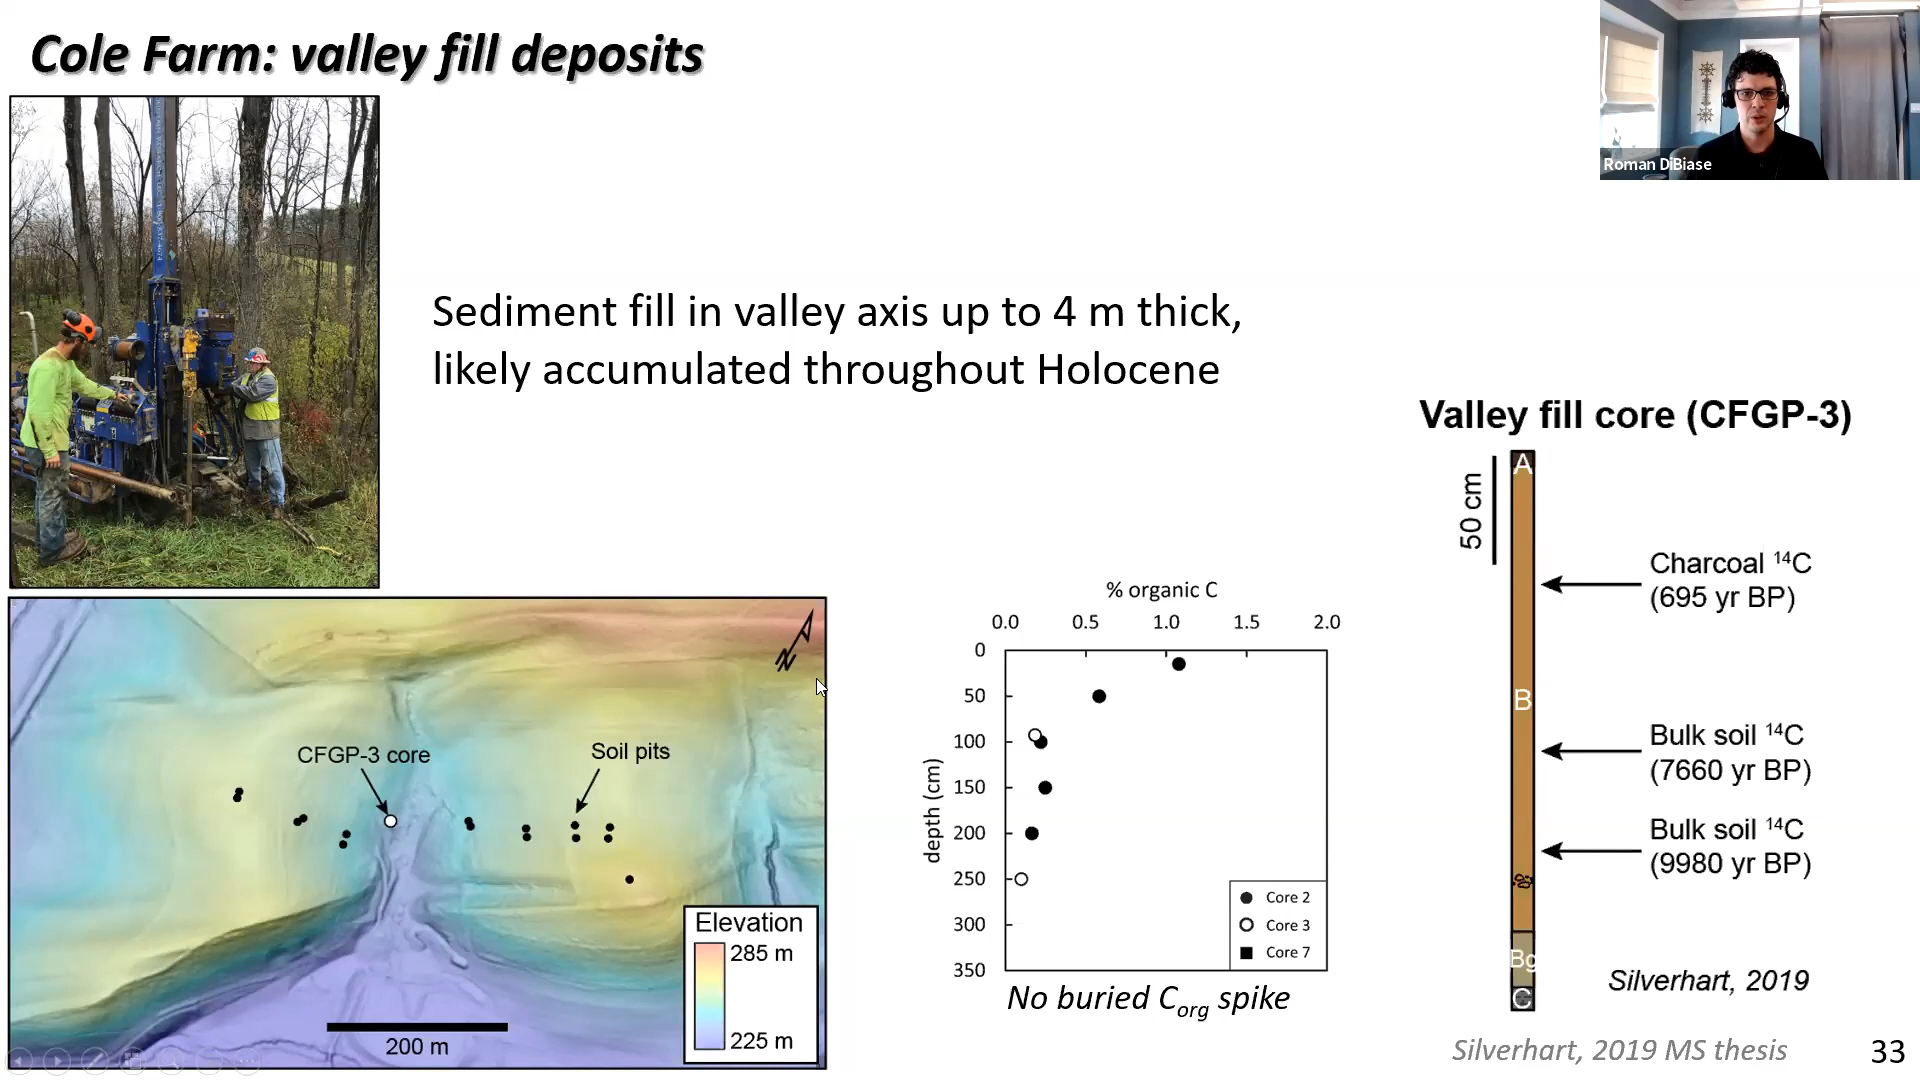 Cole Farm: valley fill deposits
Roman DiBiase
Sediment fill in valley axis up to 4 m thick,
likely accumulated throughout Holocene
Valley fill core (CFGP-3)
A
50 cm
Charcoal ¹⁴C
(695 yr BP)
B
Bulk soil ¹⁴C
(7660 yr BP)
Bulk soil ¹⁴C
(9980 yr BP)
Bg
C
Silverhart, 2019
% organic C
0.0 0.5 1.0 1.5 2.0
depth (cm)
0
50
100
150
200
250
300
350
Core 2
Core 3
Core 7
No buried Corg spike
N
CFGP-3 core
Soil pits
Elevation
285 m
225 m
200 m
Silverhart, 2019 MS thesis
33